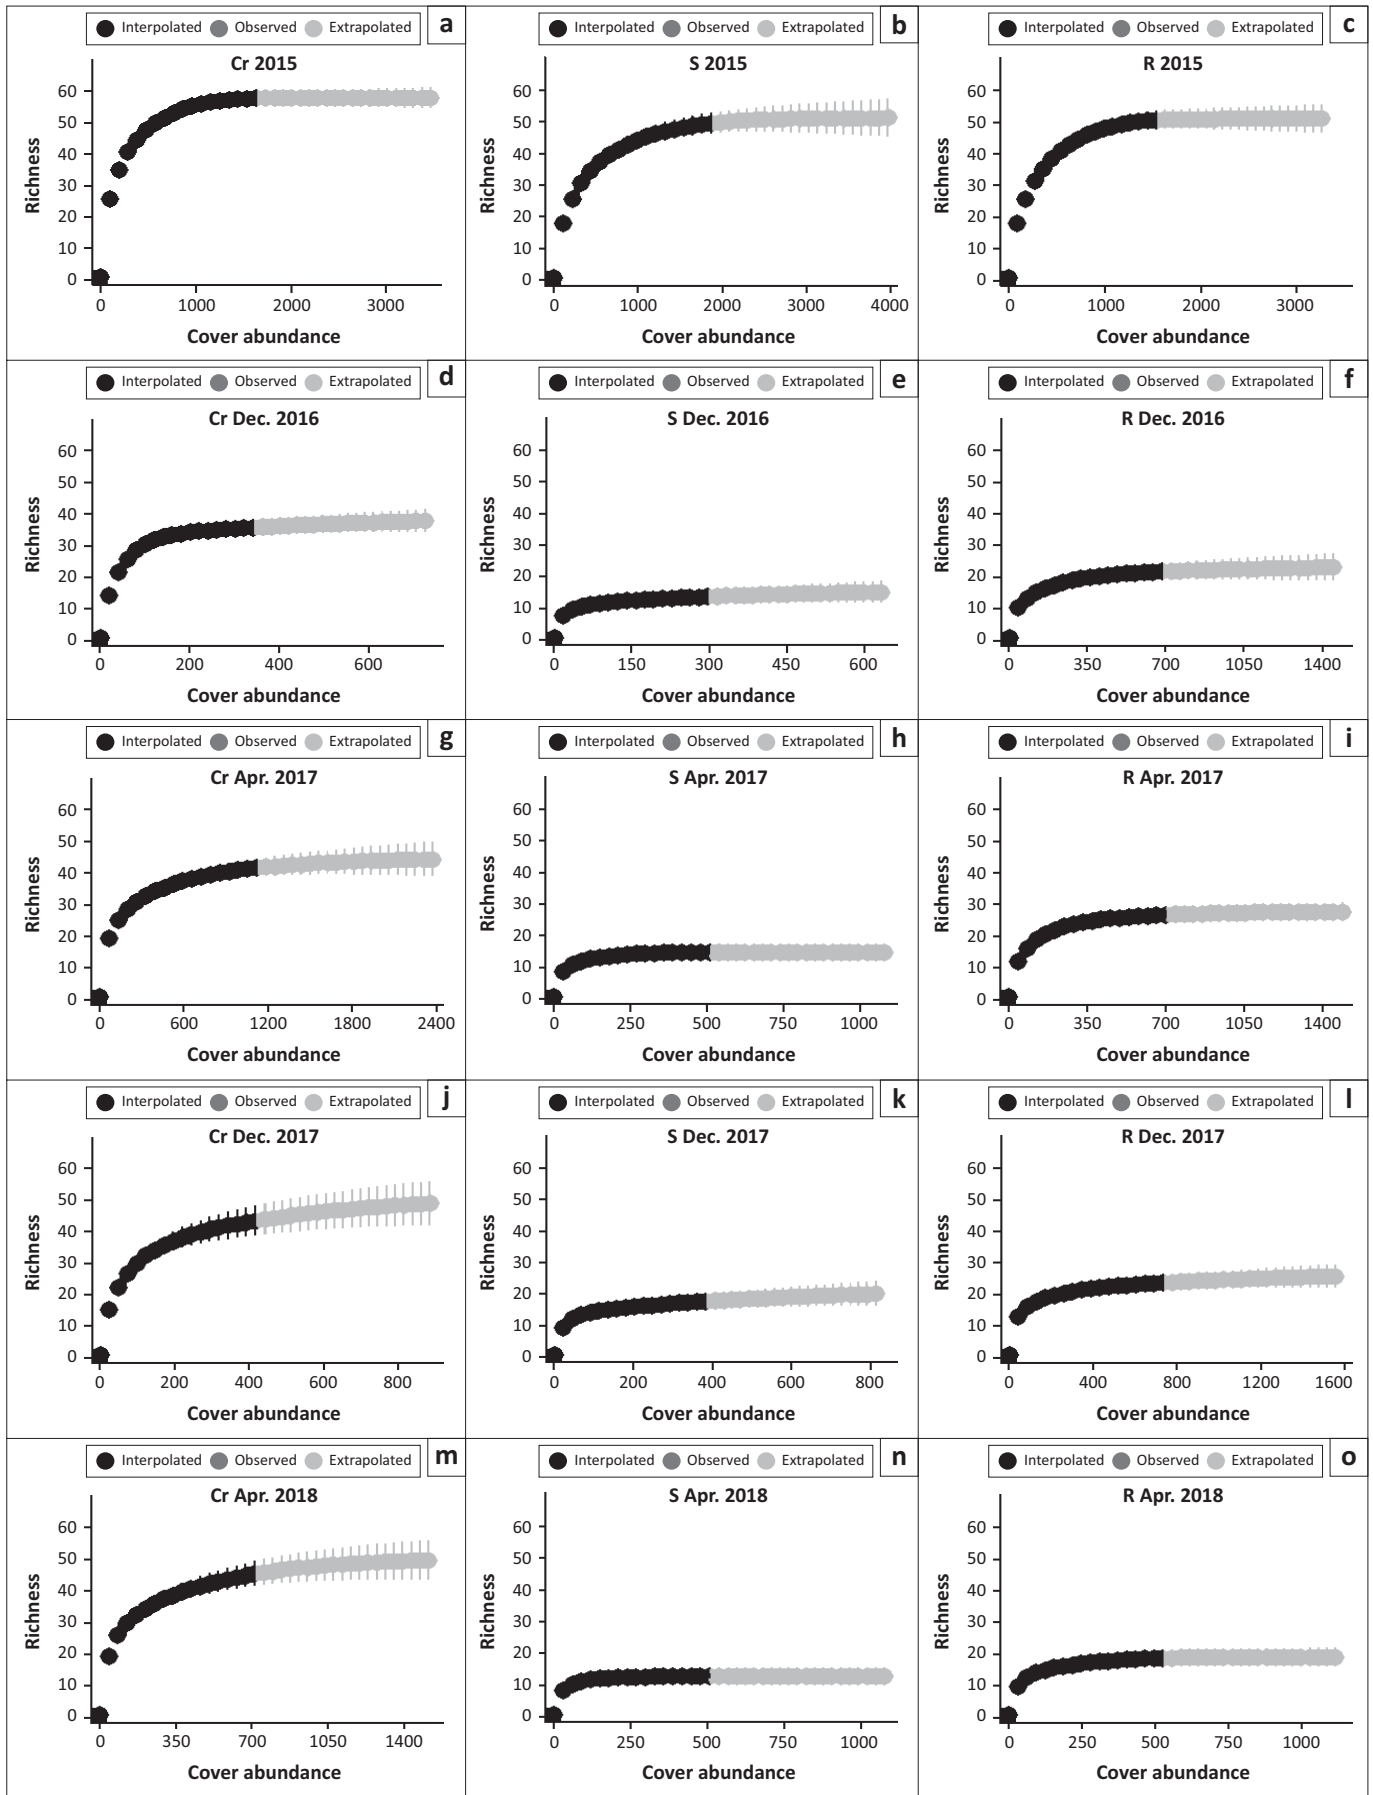 Interpolated Observed Extrapolated a
Cr 2015
Richness
60
50
40
30
20
10
0
0 1000 2000 3000
Cover abundance
Interpolated Observed Extrapolated b
S 2015
Richness
60
50
40
30
20
10
0
0 1000 2000 3000 4000
Cover abundance
Interpolated Observed Extrapolated c
R 2015
Richness
60
50
40
30
20
10
0
0 1000 2000 3000
Cover abundance
Interpolated Observed Extrapolated d
Cr Dec. 2016
Richness
60
50
40
30
20
10
0
0 200 400 600
Cover abundance
Interpolated Observed Extrapolated e
S Dec. 2016
Richness
60
50
40
30
20
10
0
0 150 300 450 600
Cover abundance
Interpolated Observed Extrapolated f
R Dec. 2016
Richness
60
50
40
30
20
10
0
0 350 700 1050 1400
Cover abundance
Interpolated Observed Extrapolated g
Cr Apr. 2017
Richness
60
50
40
30
20
10
0
0 600 1200 1800 2400
Cover abundance
Interpolated Observed Extrapolated h
S Apr. 2017
Richness
60
50
40
30
20
10
0
0 250 500 750 1000
Cover abundance
Interpolated Observed Extrapolated i
R Apr. 2017
Richness
60
50
40
30
20
10
0
0 350 700 1050 1400
Cover abundance
Interpolated Observed Extrapolated j
Cr Dec. 2017
Richness
60
50
40
30
20
10
0
0 200 400 600 800
Cover abundance
Interpolated Observed Extrapolated k
S Dec. 2017
Richness
60
50
40
30
20
10
0
0 200 400 600 800
Cover abundance
Interpolated Observed Extrapolated l
R Dec. 2017
Richness
60
50
40
30
20
10
0
0 400 800 1200 1600
Cover abundance
Interpolated Observed Extrapolated m
Cr Apr. 2018
Richness
60
50
40
30
20
10
0
0 350 700 1050 1400
Cover abundance
Interpolated Observed Extrapolated n
S Apr. 2018
Richness
60
50
40
30
20
10
0
0 250 500 750 1000
Cover abundance
Interpolated Observed Extrapolated o
R Apr. 2018
Richness
60
50
40
30
20
10
0
0 250 500 750 1000
Cover abundance